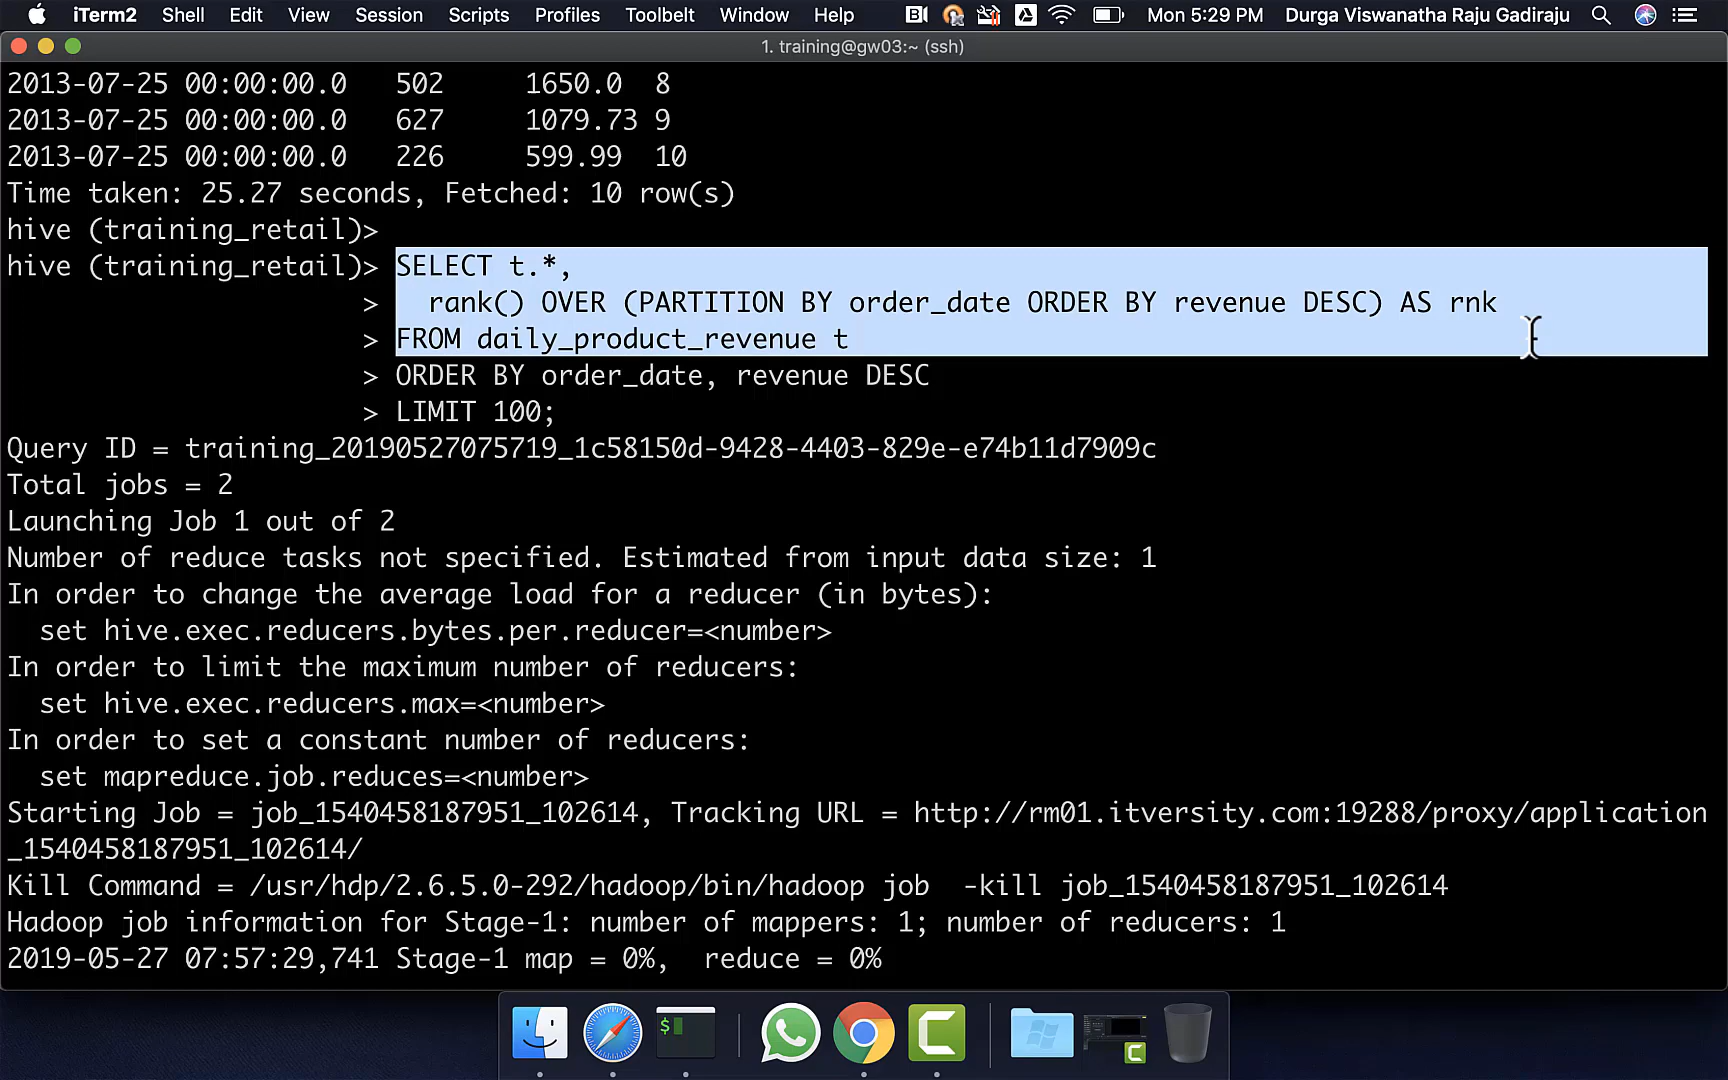 iTerm2 Shell Edit View Session Scripts Profiles Toolbelt Window Help Mon 5:29 PM Durga Viswanatha Raju Gadiraju
1. training@gw03:~ (ssh)
2013-07-25 00:00:00.0 502 1650.0 8
2013-07-25 00:00:00.0 627 1079.73 9
2013-07-25 00:00:00.0 226 599.99 10
Time taken: 25.27 seconds, Fetched: 10 row(s)
hive (training_retail)>
hive (training_retail)> SELECT t.*,
> rank() OVER (PARTITION BY order_date ORDER BY revenue DESC) AS rnk
> FROM daily_product_revenue t
> ORDER BY order_date, revenue DESC
> LIMIT 100;
Query ID = training_20190527075719_1c58150d-9428-4403-829e-e74b11d7909c
Total jobs = 2
Launching Job 1 out of 2
Number of reduce tasks not specified. Estimated from input data size: 1
In order to change the average load for a reducer (in bytes):
set hive.exec.reducers.bytes.per.reducer=<number>
In order to limit the maximum number of reducers:
set hive.exec.reducers.max=<number>
In order to set a constant number of reducers:
set mapreduce.job.reduces=<number>
Starting Job = job_1540458187951_102614, Tracking URL = http://rm01.itversity.com:19288/proxy/application
_1540458187951_102614/
Kill Command = /usr/hdp/2.6.5.0-292/hadoop/bin/hadoop job -kill job_1540458187951_102614
Hadoop job information for Stage-1: number of mappers: 1; number of reducers: 1
2019-05-27 07:57:29,741 Stage-1 map = 0%, reduce = 0%